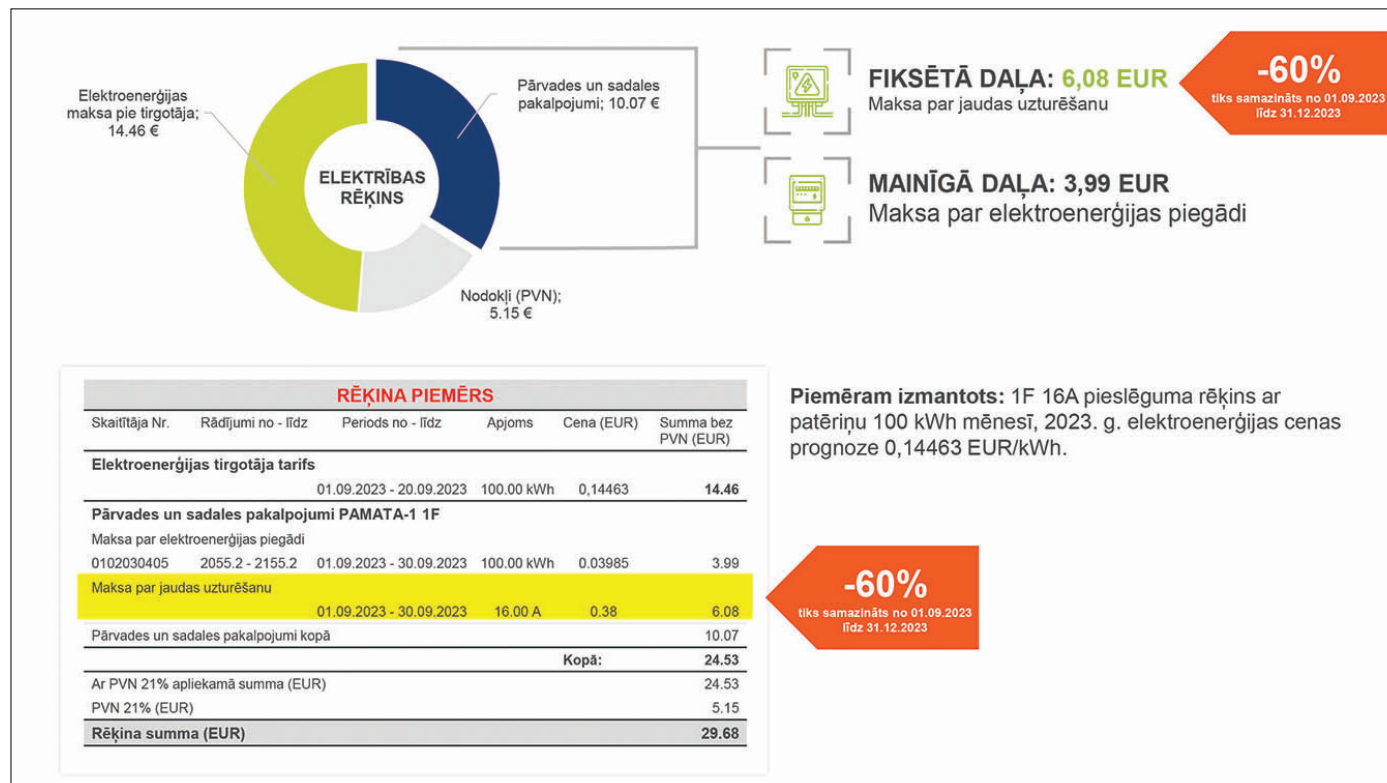 Elektroenerģijas
maksa pie tirgotāja;
14.46 €
Pārvades un sadales
pakalpojumi; 10.07 €
ELEKTRĪBAS
RĒĶINS
Nodokļi (PVN);
5.15 €
FIKSĒTĀ DAĻA: 6,08 EUR
Maksa par jaudas uzturēšanu
-60%
tiks samazināts no 01.09.2023
līdz 31.12.2023
MAINĪGĀ DAĻA: 3,99 EUR
Maksa par elektroenerģijas piegādi
RĒĶINA PIEMĒRS
Skaitītāja Nr. Rādījumi no - līdz Periods no - līdz Apjoms Cena (EUR) Summa bez
PVN (EUR)
Elektroenerģijas tirgotāja tarifs
01.09.2023 - 20.09.2023 100.00 kWh 0,14463 14.46
Pārvades un sadales pakalpojumi PAMATA-1 1F
Maksa par elektroenerģijas piegādi
0102030405 2055.2 - 2155.2 01.09.2023 - 30.09.2023 100.00 kWh 0.03985 3.99
Maksa par jaudas uzturēšanu
01.09.2023 - 30.09.2023 16.00 A 0.38 6.08
Pārvades un sadales pakalpojumi kopā 10.07
Kopā: 24.53
Ar PVN 21% apliekamā summa (EUR) 24.53
PVN 21% (EUR) 5.15
Rēķina summa (EUR) 29.68
Piemēram izmantots: 1F 16A pieslēguma rēķins ar
patēriņu 100 kWh mēnesī, 2023. g. elektroenerģijas cenas
prognoze 0,14463 EUR/kWh.
-60%
tiks samazināts no 01.09.2023
līdz 31.12.2023